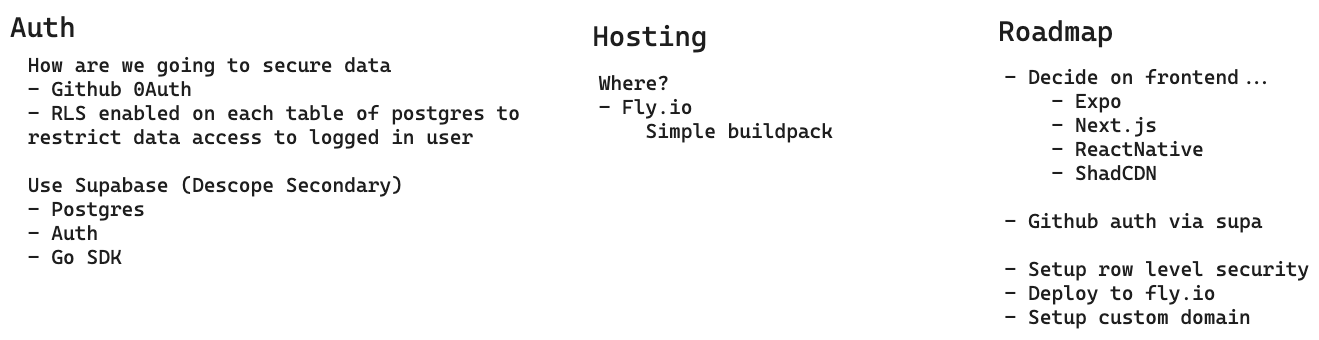 Auth
How are we going to secure data
- Github 0Auth
- RLS enabled on each table of postgres to
restrict data access to logged in user
Use Supabase (Descope Secondary)
- Postgres
- Auth
- Go SDK
Hosting
Where?
- Fly.io
Simple buildpack
Roadmap
- Decide on frontend...
- Expo
- Next.js
- ReactNative
- ShadCDN
- Github auth via supa
- Setup row level security
- Deploy to fly.io
- Setup custom domain